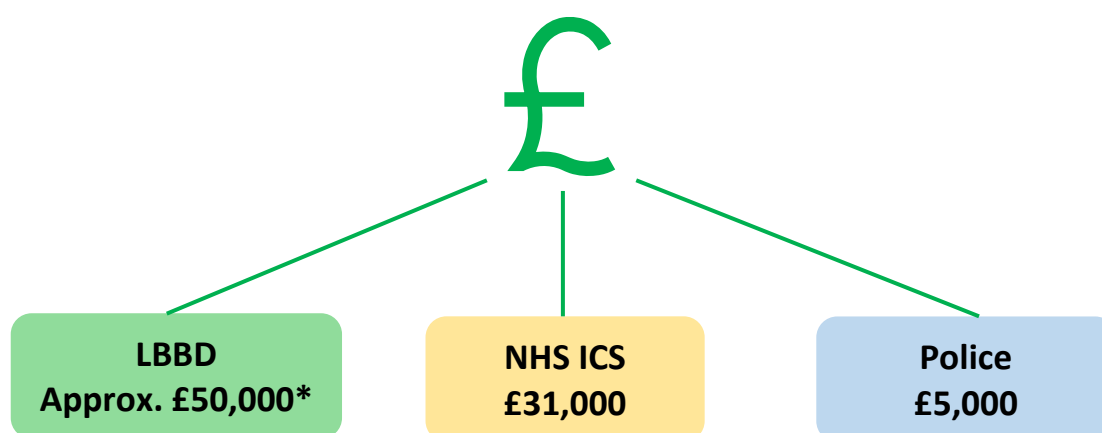 £
LBBD
Approx. £50,000*
NHS ICS
£31,000
Police
£5,000